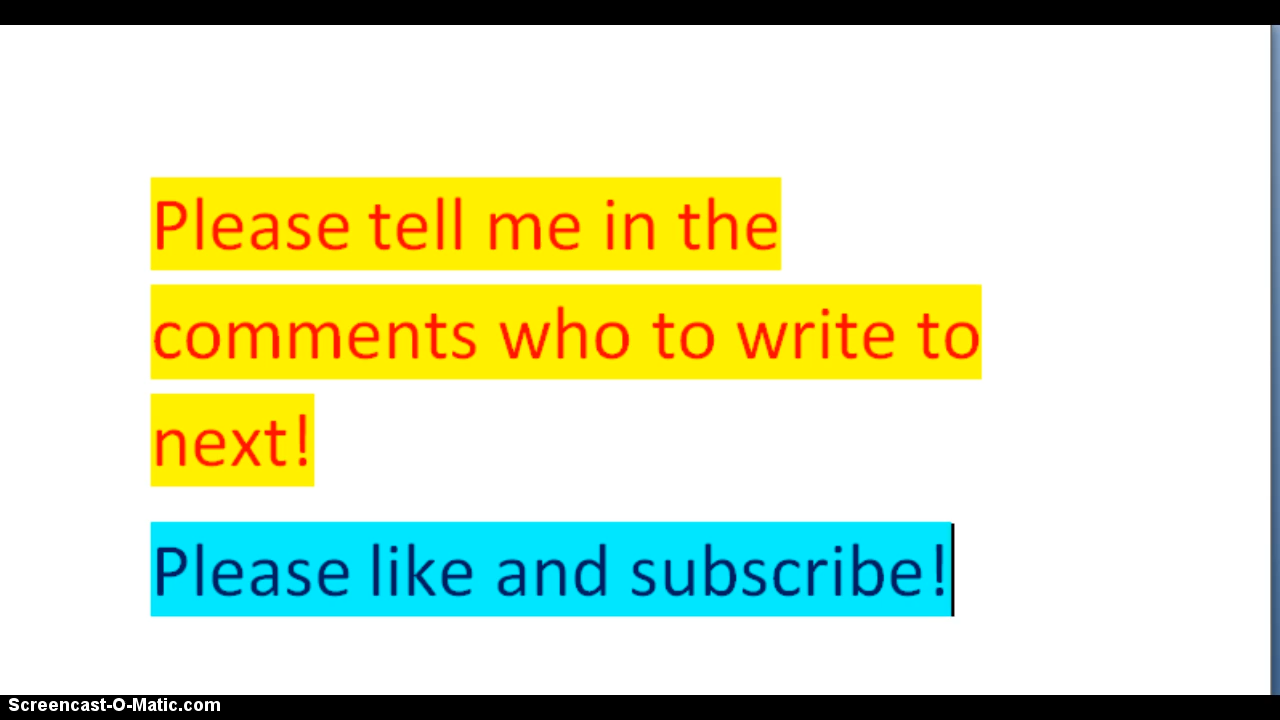 Please tell me in the
comments who to write to
next!
Please like and subscribe!
Screencast-O-Matic.com